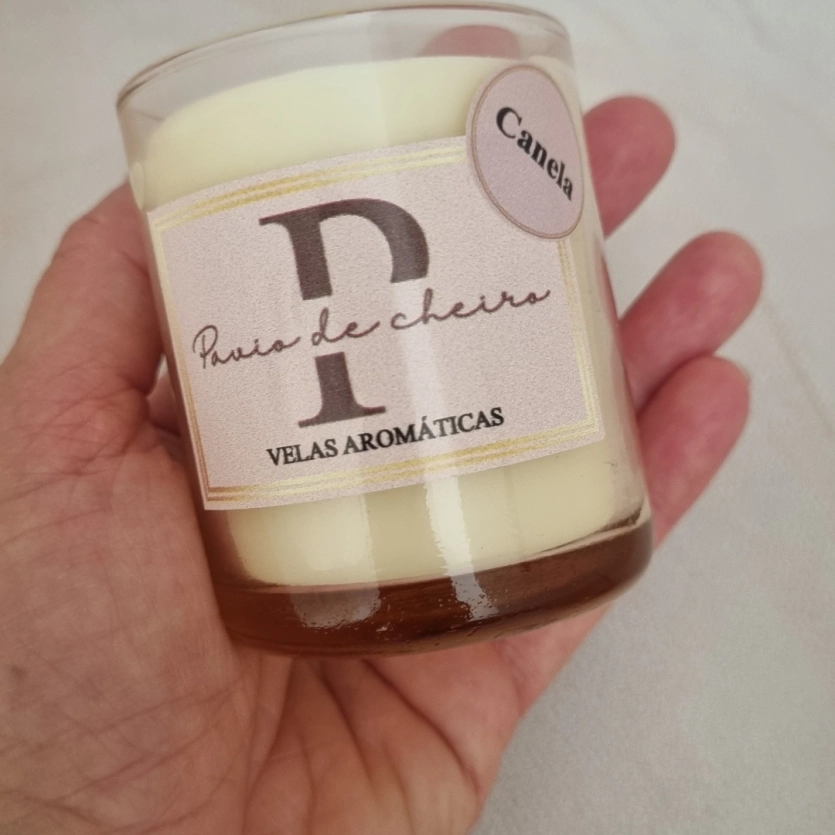 Canela
P
Pavio de cheiro
VELAS AROMÁTICAS